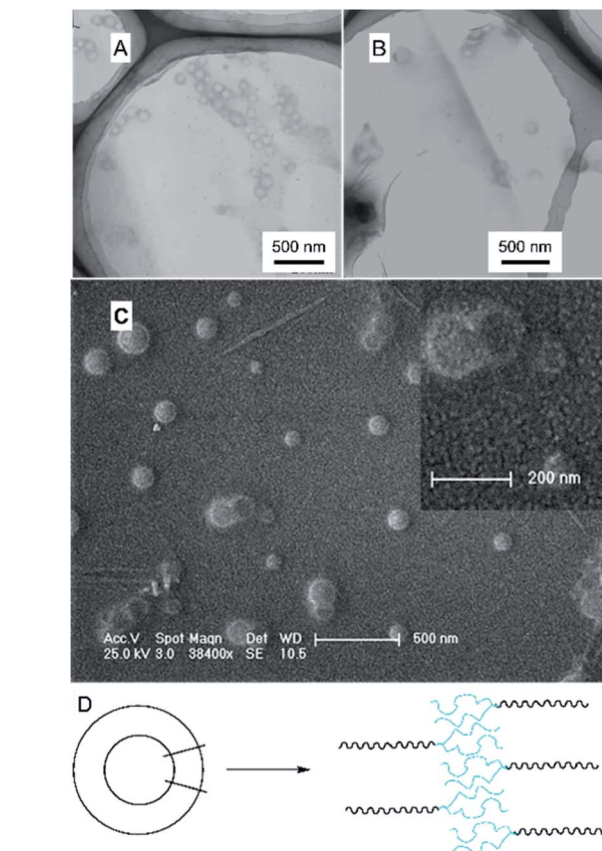 A
B
500 nm
500 nm
C
200 nm
Acc.V Spot Magn Det WD
25.0 kV 3.0 38400x SE 10.5
500 nm
D